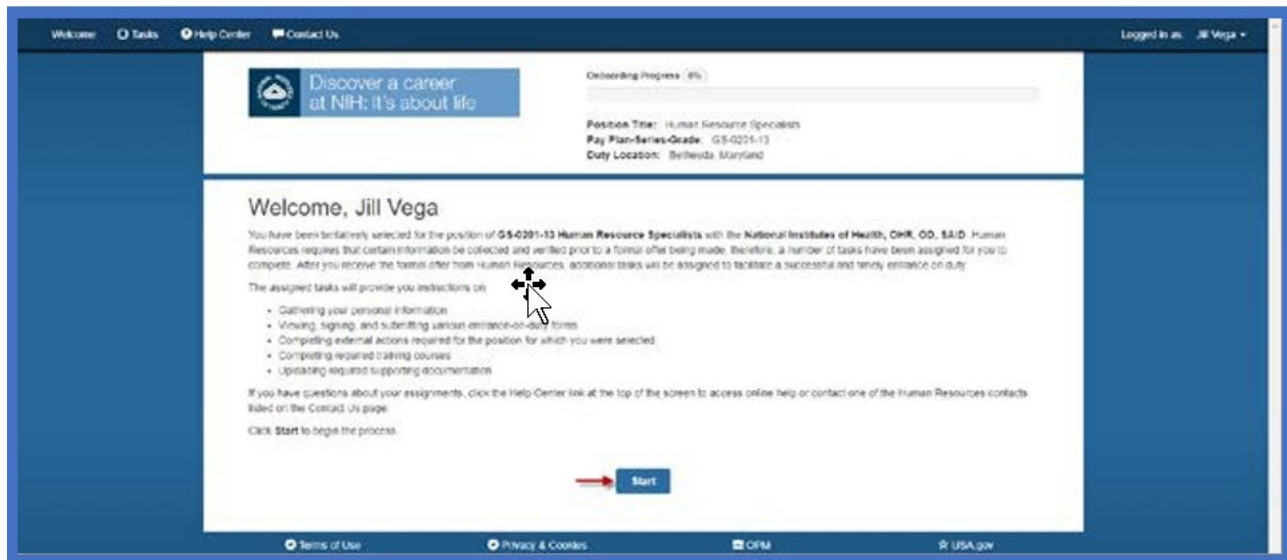 Welcome Tasks Help Center Contact Us Logged in as: Jill Vega
Discover a career
at NIH: It's about life
Onboarding Progress 0%
Position Title: Human Resource Specialists
Pay Plan-Series-Grade: GS-0201-13
Duty Location: Bethesda, Maryland
Welcome, Jill Vega
You have been tentatively selected for the position of GS-0201-13 Human Resource Specialists with the National Institutes of Health, OHR, OD, SAID. Human
Resources requires that certain information be collected and verified prior to a formal offer being made, therefore, a number of tasks have been assigned for you to
complete. After you receive the formal offer from Human Resources, additional tasks will be assigned to facilitate a successful and timely entrance on duty.
The assigned tasks will provide you instructions on
• Gathering your personal information
• Viewing, signing, and submitting various entrance-on-duty forms
• Completing external actions required for the position for which you were selected
• Completing required training courses
• Uploading required supporting documentation
If you have questions about your assignments, click the Help Center link at the top of the screen to access online help or contact one of the Human Resources contacts
listed on the Contact Us page.
Click Start to begin the process.
Start
Terms of Use Privacy & Cookies OPM USA.gov